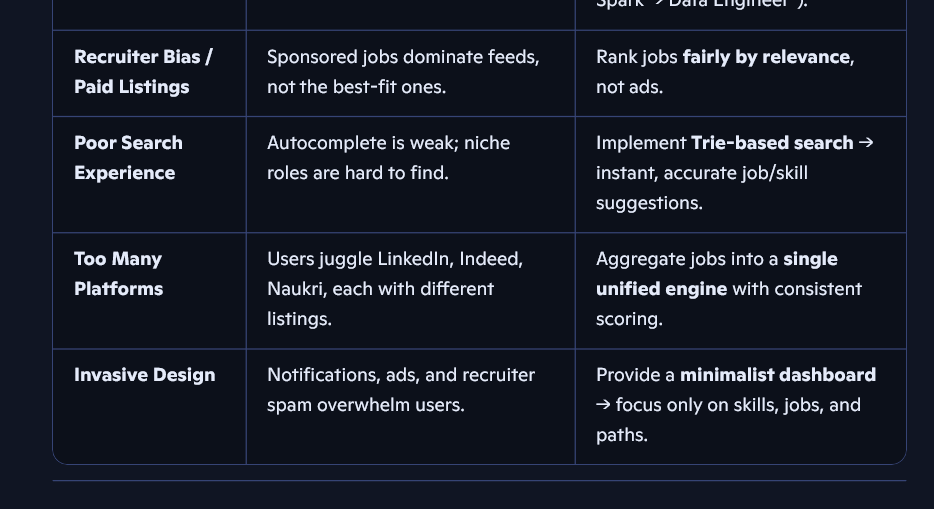 Spark → Data Engineer").
Recruiter Bias /
Paid Listings
Sponsored jobs dominate feeds,
not the best-fit ones.
Rank jobs fairly by relevance,
not ads.
Poor Search
Experience
Autocomplete is weak; niche
roles are hard to find.
Implement Trie-based search →
instant, accurate job/skill
suggestions.
Too Many
Platforms
Users juggle LinkedIn, Indeed,
Naukri, each with different
listings.
Aggregate jobs into a single
unified engine with consistent
scoring.
Invasive Design
Notifications, ads, and recruiter
spam overwhelm users.
Provide a minimalist dashboard
→ focus only on skills, jobs, and
paths.